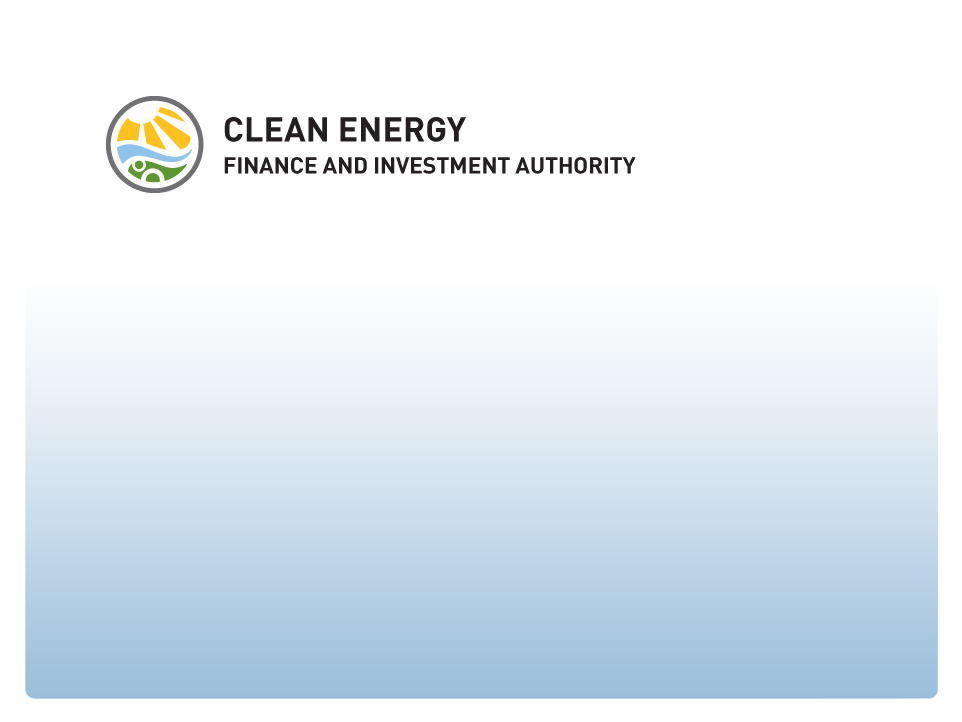 CLEAN ENERGY
FINANCE AND INVESTMENT AUTHORITY